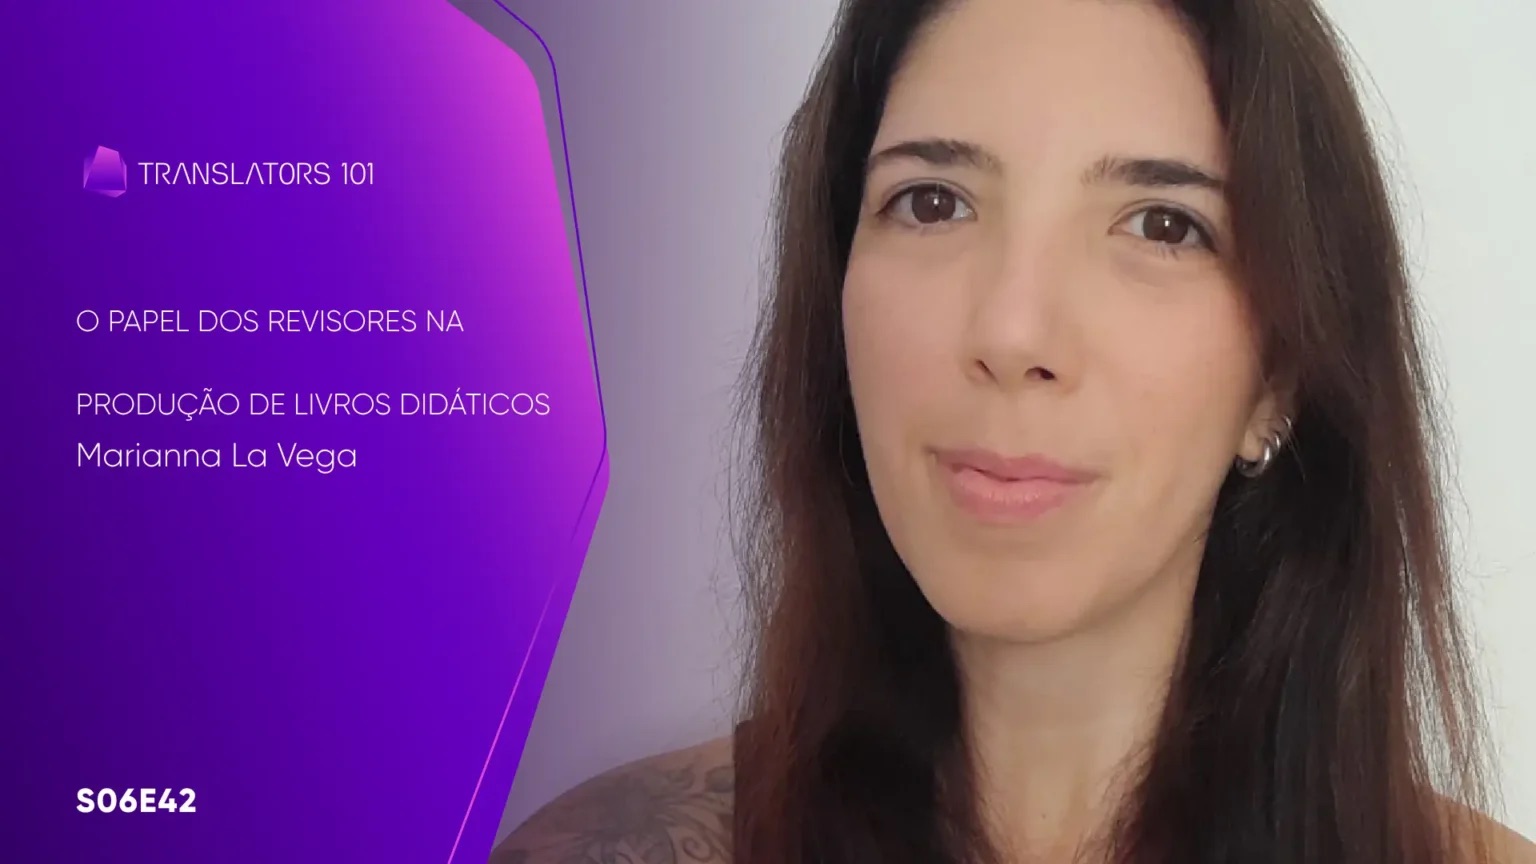 TRANSLATORS 101
O PAPEL DOS REVISORES NA
PRODUÇÃO DE LIVROS DIDÁTICOS
Marianna La Vega
S06E42